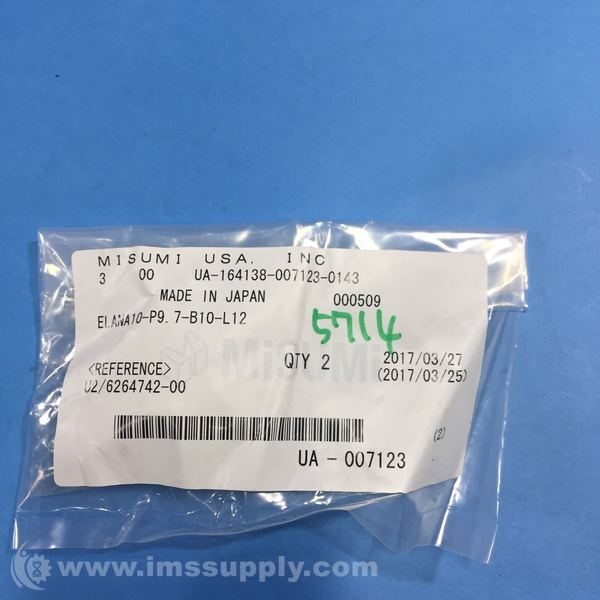 MISUMI USA. INC
3 00 UA-164138-007123-0143
MADE IN JAPAN 000509
ELANA10-P9.7-B10-L12
5714
MiSUMi
QTY 2 2017/03/27
<REFERENCE> (2017/03/25)
U2/6264742-00
(2)
UA - 007123
www.imssupply.com